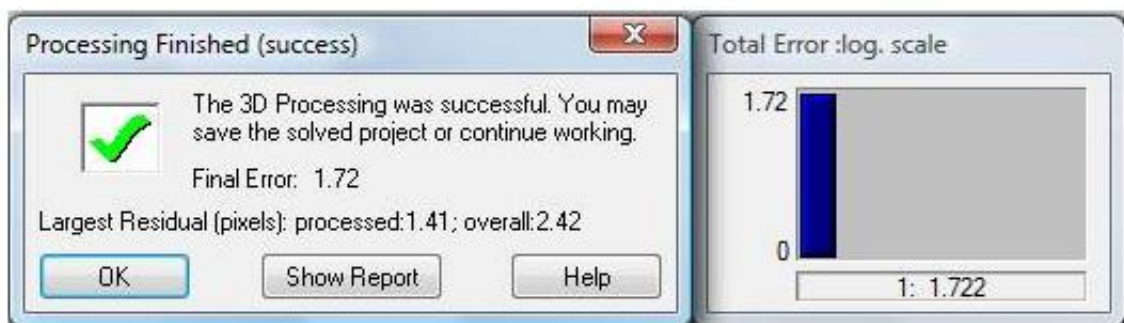 Processing Finished (success)
The 3D Processing was successful. You may
save the solved project or continue working.
Final Error: 1.72
Largest Residual (pixels): processed:1.41; overall:2.42
OK
Show Report
Help
Total Error :log. scale
1.72
0
1: 1.722